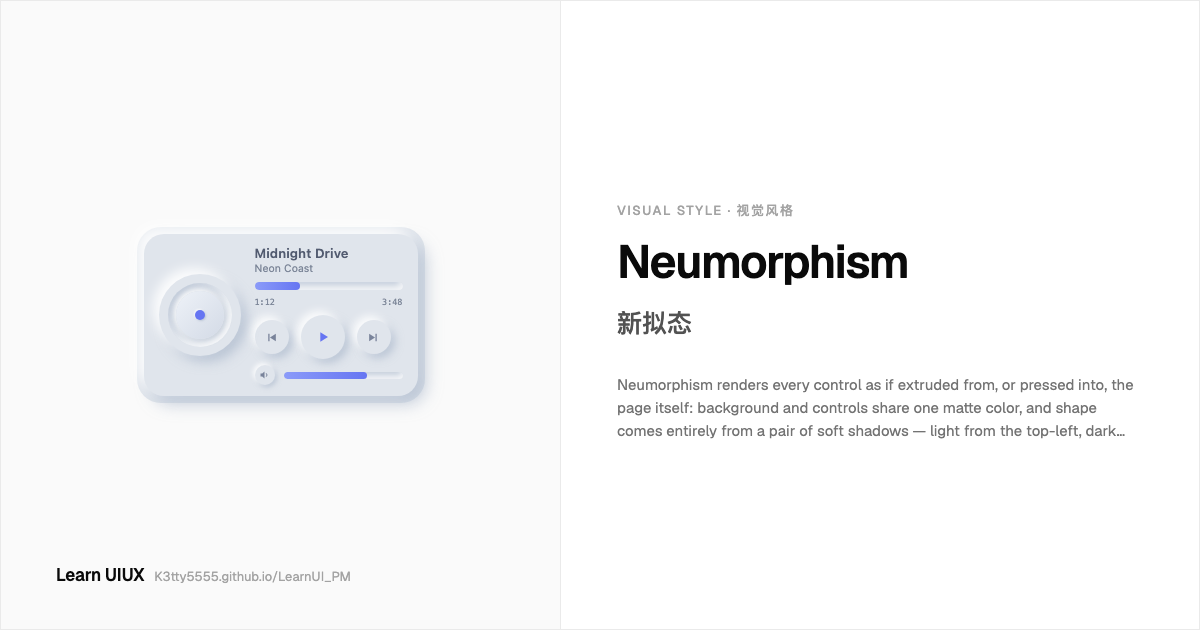 Midnight Drive
Neon Coast
1:12 3:48
VISUAL STYLE · 视觉风格
Neumorphism
新拟态
Neumorphism renders every control as if extruded from, or pressed into, the
page itself: background and controls share one matte color, and shape
comes entirely from a pair of soft shadows — light from the top-left, dark…
Learn UIUX K3tty5555.github.io/LearnUI_PM